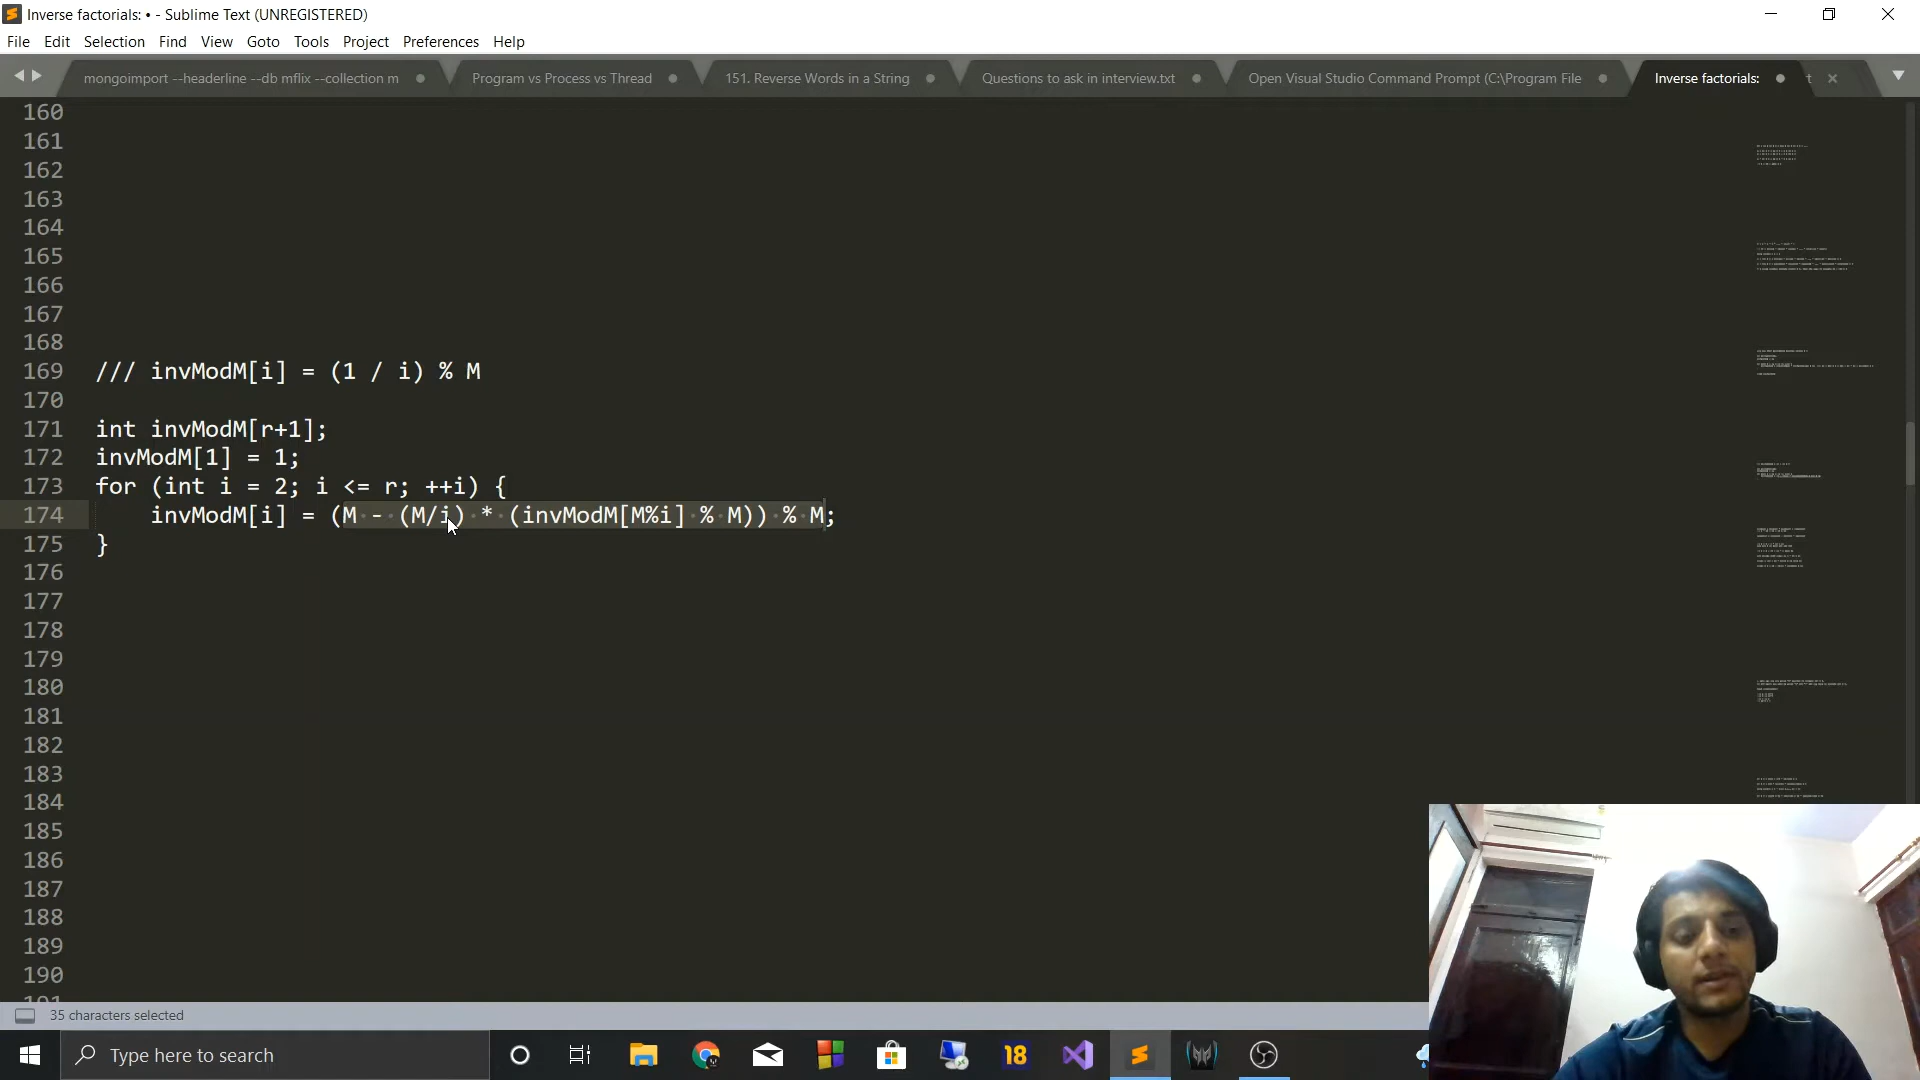 Inverse factorials: • - Sublime Text (UNREGISTERED)
File Edit Selection Find View Goto Tools Project Preferences Help
mongoimport --headerline --db mflix --collection m
Program vs Process vs Thread
151. Reverse Words in a String
Questions to ask in interview.txt
Open Visual Studio Command Prompt (C:\Program File
Inverse factorials:
t
160
161
162
163
164
165
166
167
168
169 /// invModM[i] = (1 / i) % M
170
171 int invModM[r+1];
172 invModM[1] = 1;
173 for (int i = 2; i <= r; ++i) {
174 invModM[i] = (M - (M/i) * (invModM[M%i] % M)) % M;
175 }
176
177
178
179
180
181
182
183
184
185
186
187
188
189
190
35 characters selected
Type here to search
18